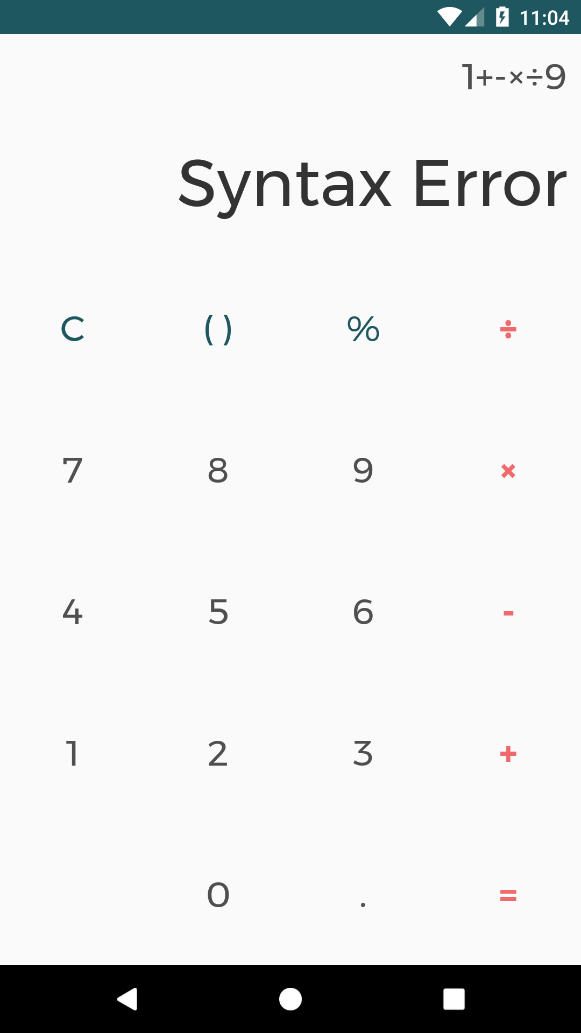 11:04
1+-×÷9
Syntax Error
C ( ) % ÷
7 8 9 ×
4 5 6 -
1 2 3 +
0 . =